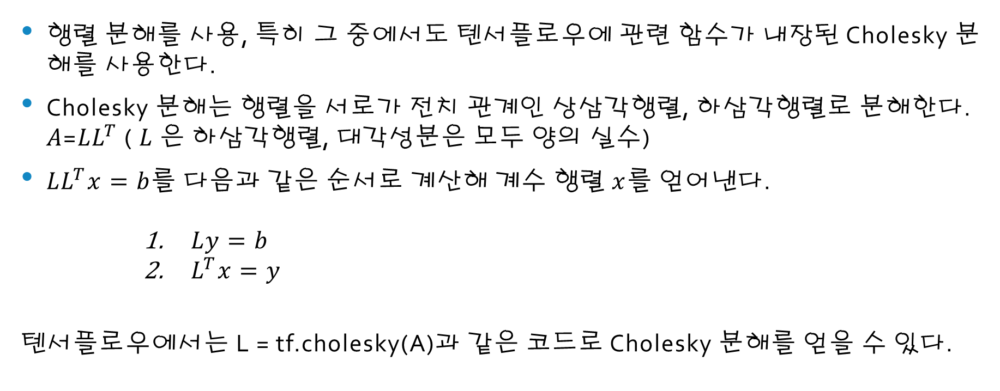 • 행렬 분해를 사용, 특히 그 중에서도 텐서플로우에 관련 함수가 내장된 Cholesky 분
해를 사용한다.
• Cholesky 분해는 행렬을 서로가 전치 관계인 상삼각행렬, 하삼각행렬로 분해한다.
A=LL^T ( L 은 하삼각행렬, 대각성분은 모두 양의 실수)
• LL^T x = b를 다음과 같은 순서로 계산해 계수 행렬 x를 얻어낸다.
1. Ly = b
2. L^T x = y
텐서플로우에서는 L = tf.cholesky(A)과 같은 코드로 Cholesky 분해를 얻을 수 있다.